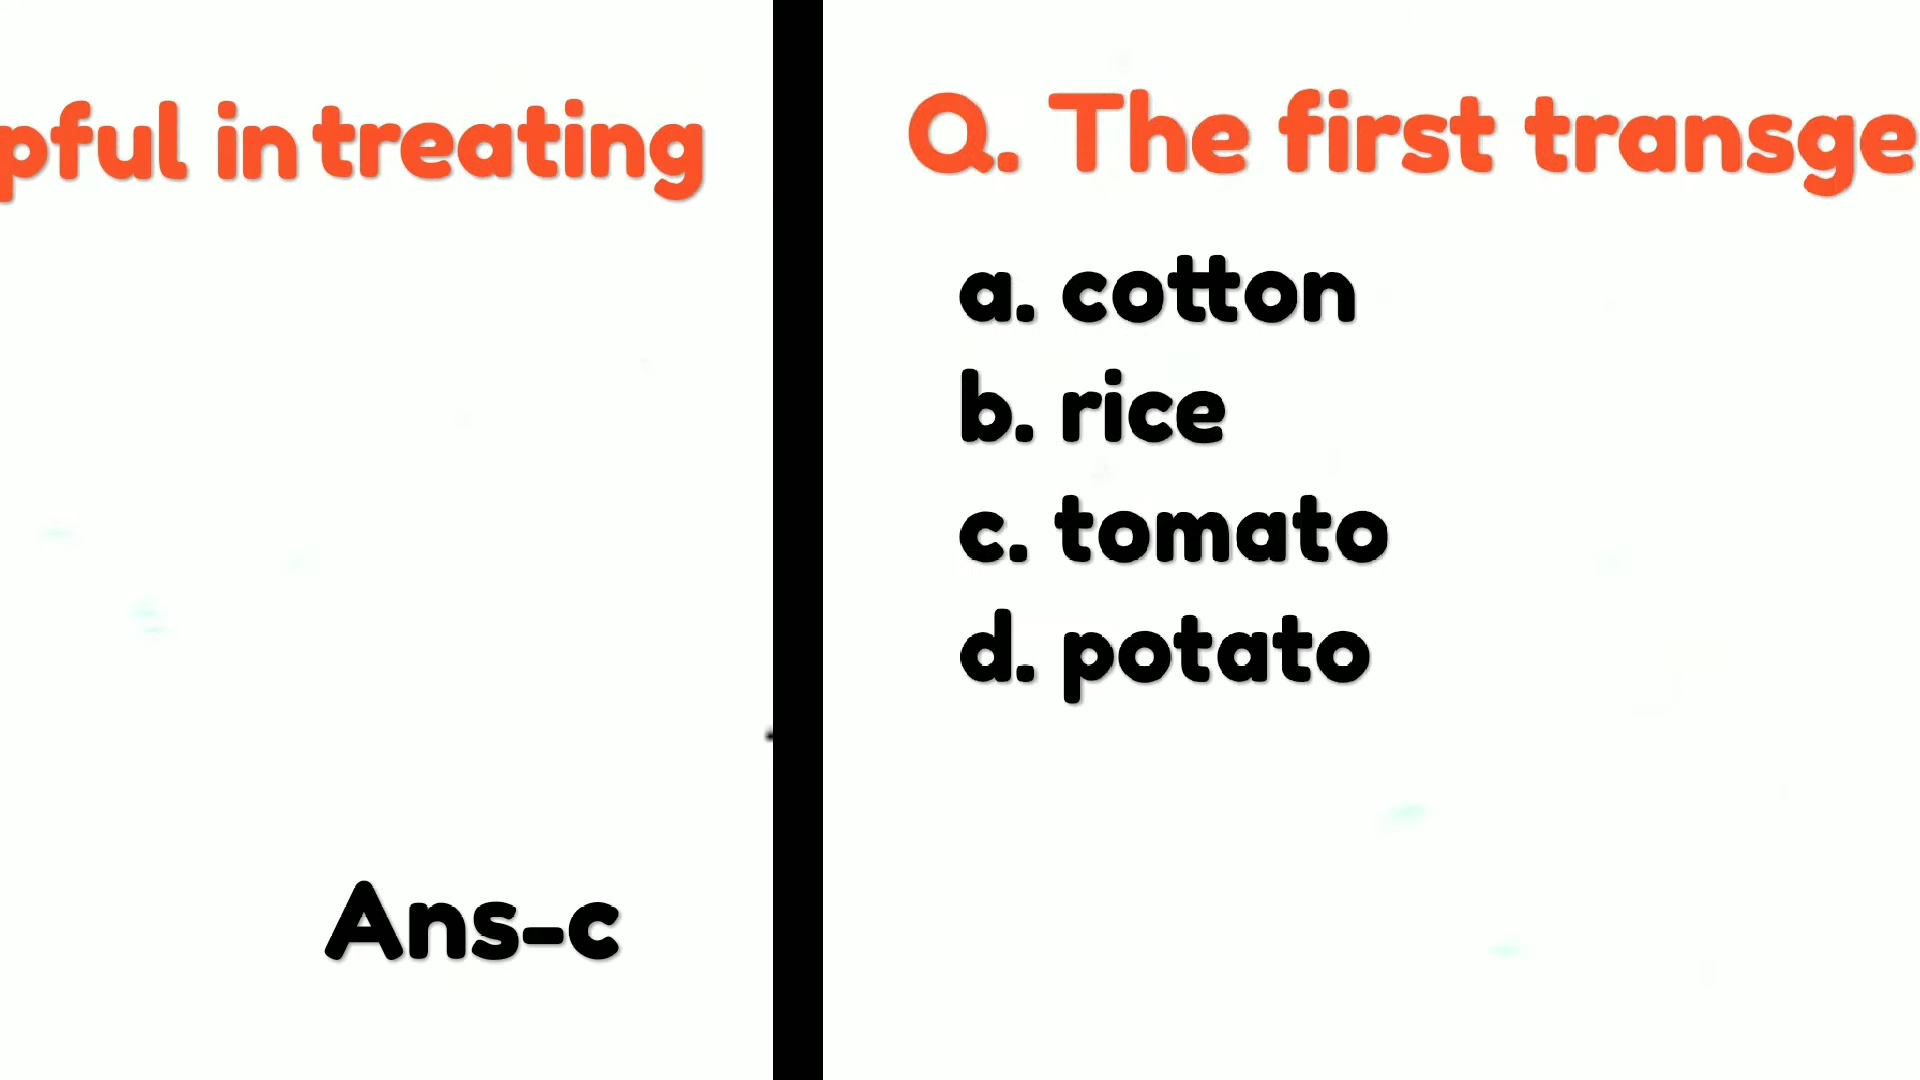 pful in treating
Ans-c
Q. The first transge
a. cotton
b. rice
c. tomato
d. potato